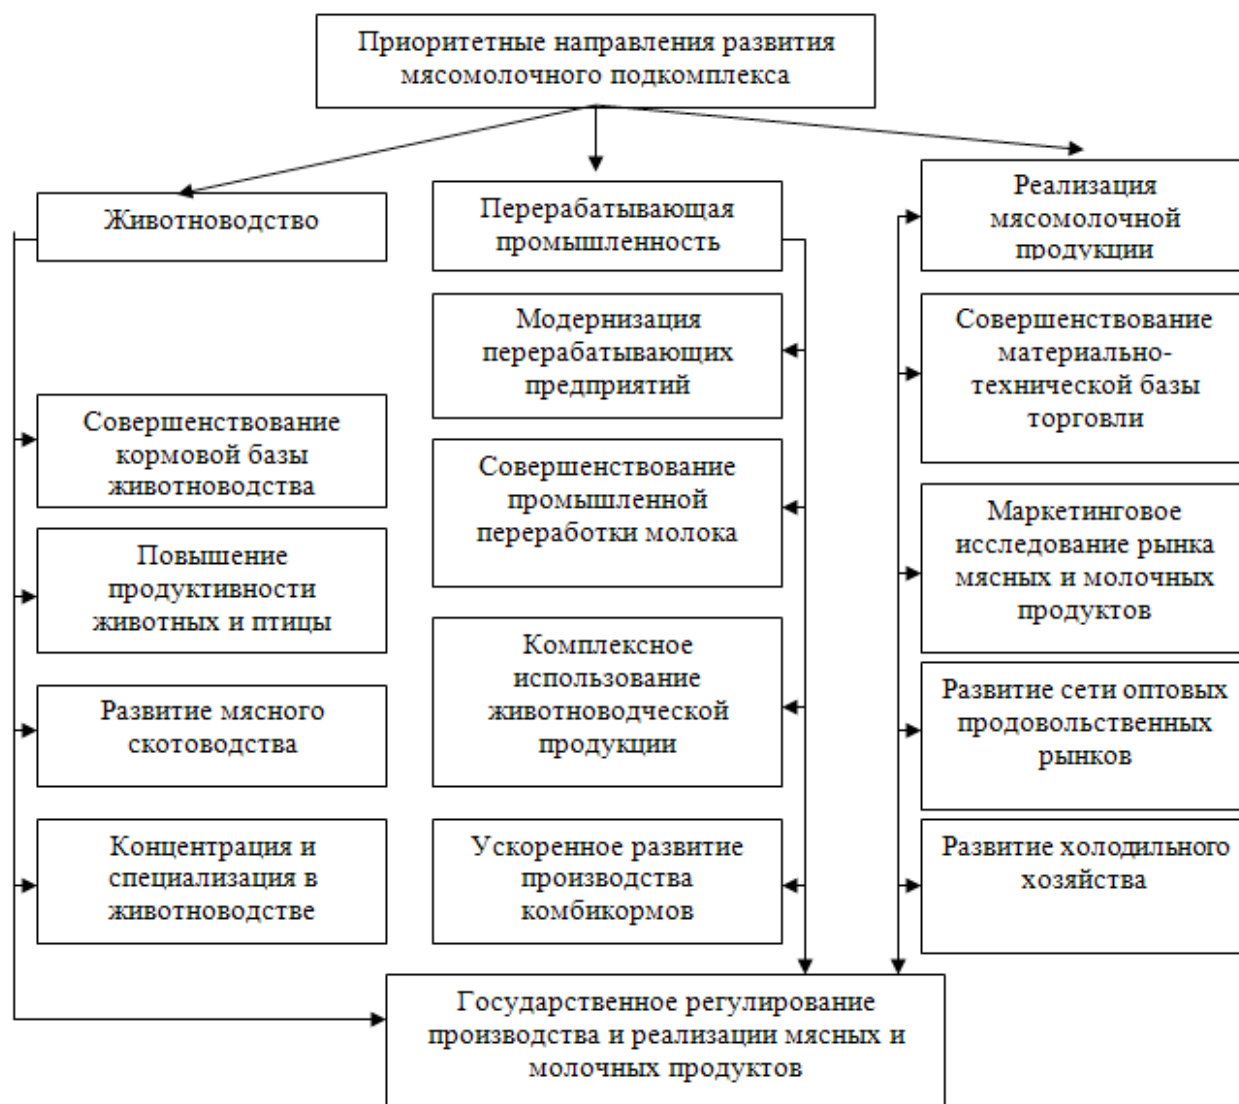 Приоритетные направления развития
мясомолочного подкомплекса
Животноводство
Перерабатывающая
промышленность
Реализация
мясомолочной
продукции
Совершенствование
кормовой базы
животноводства
Повышение
продуктивности
животных и птицы
Развитие мясного
скотоводства
Концентрация и
специализация в
животноводстве
Модернизация
перерабатывающих
предприятий
Совершенствование
промышленной
переработки молока
Комплексное
использование
животноводческой
продукции
Ускоренное развитие
производства
комбикормов
Совершенствование
материально-
технической базы
торговли
Маркетинговое
исследование рынка
мясных и молочных
продуктов
Развитие сети оптовых
продовольственных
рынков
Развитие холодильного
хозяйства
Государственное регулирование
производства и реализации мясных и
молочных продуктов